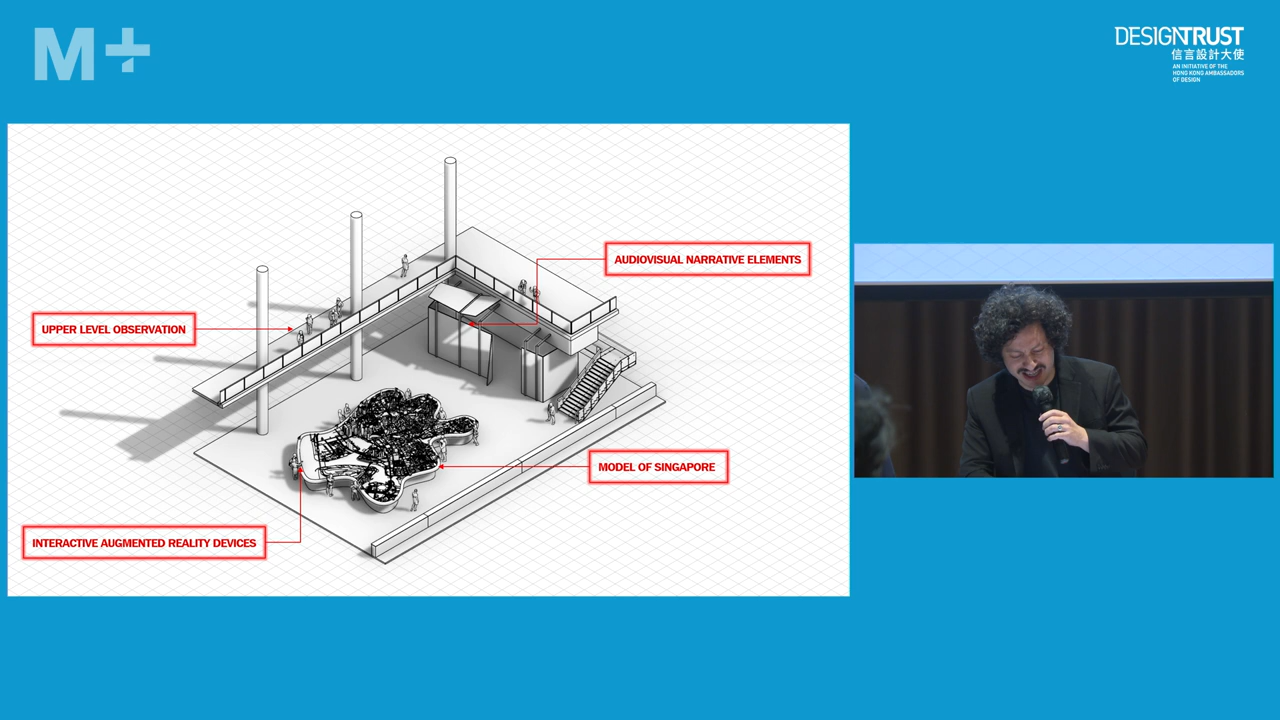 M+
DESIGNTRUST
信言設計大使
AN INITIATIVE OF THE
HONG KONG AMBASSADORS
OF DESIGN
AUDIOVISUAL NARRATIVE ELEMENTS
UPPER LEVEL OBSERVATION
MODEL OF SINGAPORE
INTERACTIVE AUGMENTED REALITY DEVICES